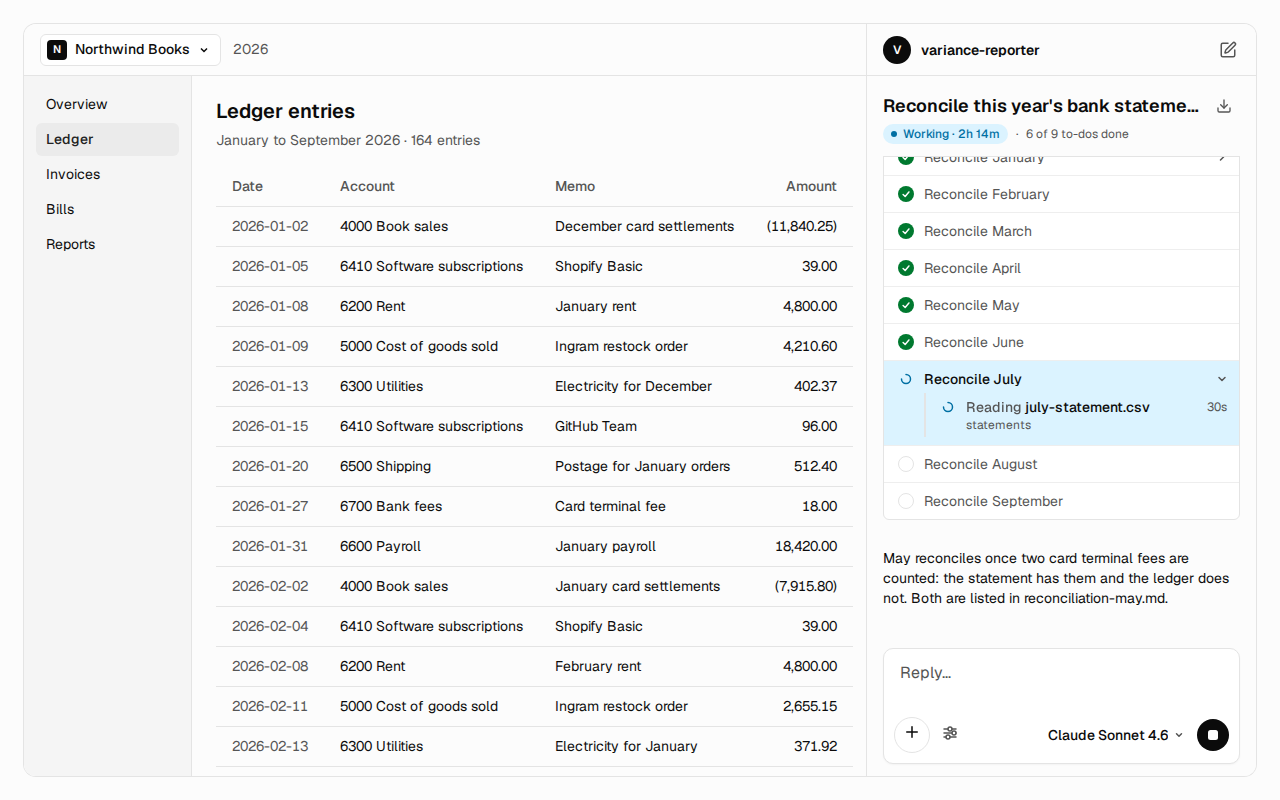 N Northwind Books 2026
V variance-reporter
Overview
Ledger
Invoices
Bills
Reports
Ledger entries
January to September 2026 · 164 entries
Date Account Memo Amount
2026-01-02 4000 Book sales December card settlements (11,840.25)
2026-01-05 6410 Software subscriptions Shopify Basic 39.00
2026-01-08 6200 Rent January rent 4,800.00
2026-01-09 5000 Cost of goods sold Ingram restock order 4,210.60
2026-01-13 6300 Utilities Electricity for December 402.37
2026-01-15 6410 Software subscriptions GitHub Team 96.00
2026-01-20 6500 Shipping Postage for January orders 512.40
2026-01-27 6700 Bank fees Card terminal fee 18.00
2026-01-31 6600 Payroll January payroll 18,420.00
2026-02-02 4000 Book sales January card settlements (7,915.80)
2026-02-04 6410 Software subscriptions Shopify Basic 39.00
2026-02-08 6200 Rent February rent 4,800.00
2026-02-11 5000 Cost of goods sold Ingram restock order 2,655.15
2026-02-13 6300 Utilities Electricity for January 371.92
Reconcile this year's bank stateme...
Working · 2h 14m · 6 of 9 to-dos done
Reconcile January
Reconcile February
Reconcile March
Reconcile April
Reconcile May
Reconcile June
Reconcile July
Reading july-statement.csv 30s
statements
Reconcile August
Reconcile September
May reconciles once two card terminal fees are
counted: the statement has them and the ledger does
not. Both are listed in reconciliation-may.md.
Reply...
Claude Sonnet 4.6